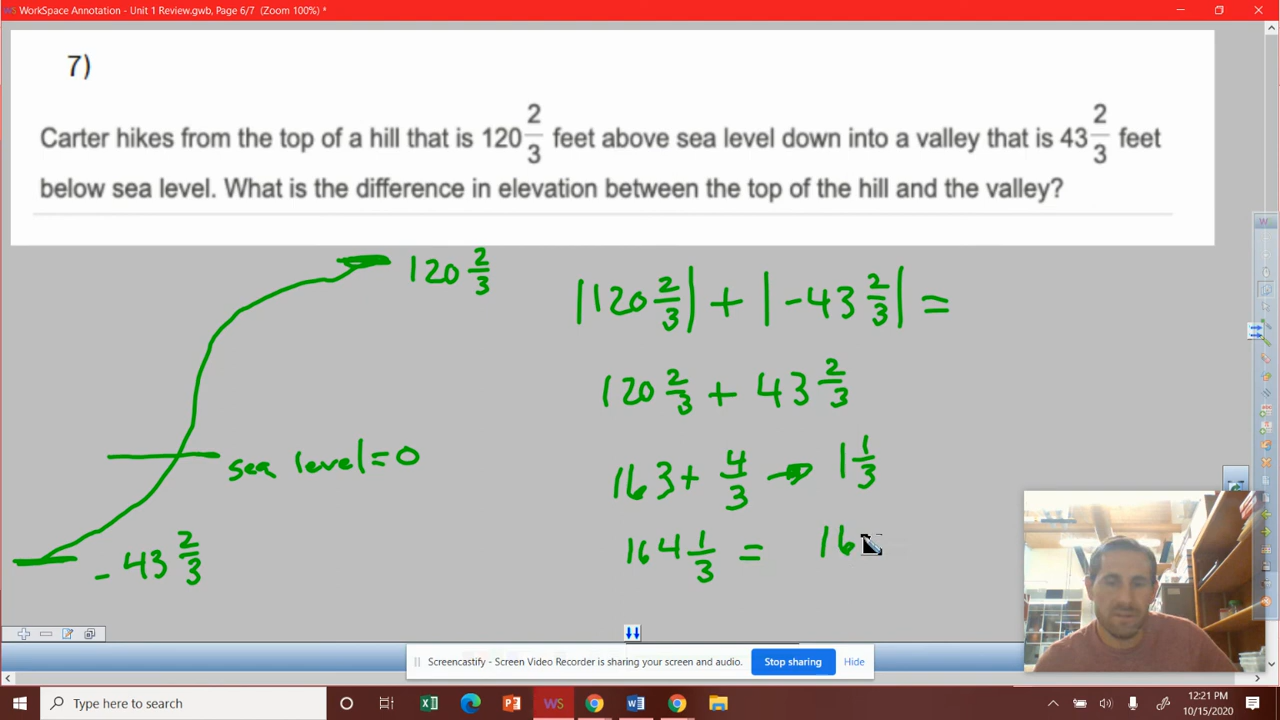 WS WorkSpace Annotation - Unit 1 Review.gwb, Page 6/7 (Zoom 100%) *
7)
Carter hikes from the top of a hill that is 120 2/3 feet above sea level down into a valley that is 43 2/3 feet
below sea level. What is the difference in elevation between the top of the hill and the valley?
120 2/3
|120 2/3| + |-43 2/3| =
120 2/3 + 43 2/3
sea level = 0
163 + 4/3 → 1 1/3
164 1/3 = 16
- 43 2/3
Screencastify - Screen Video Recorder is sharing your screen and audio. Stop sharing Hide
Type here to search
WS
12:21 PM
10/15/2020